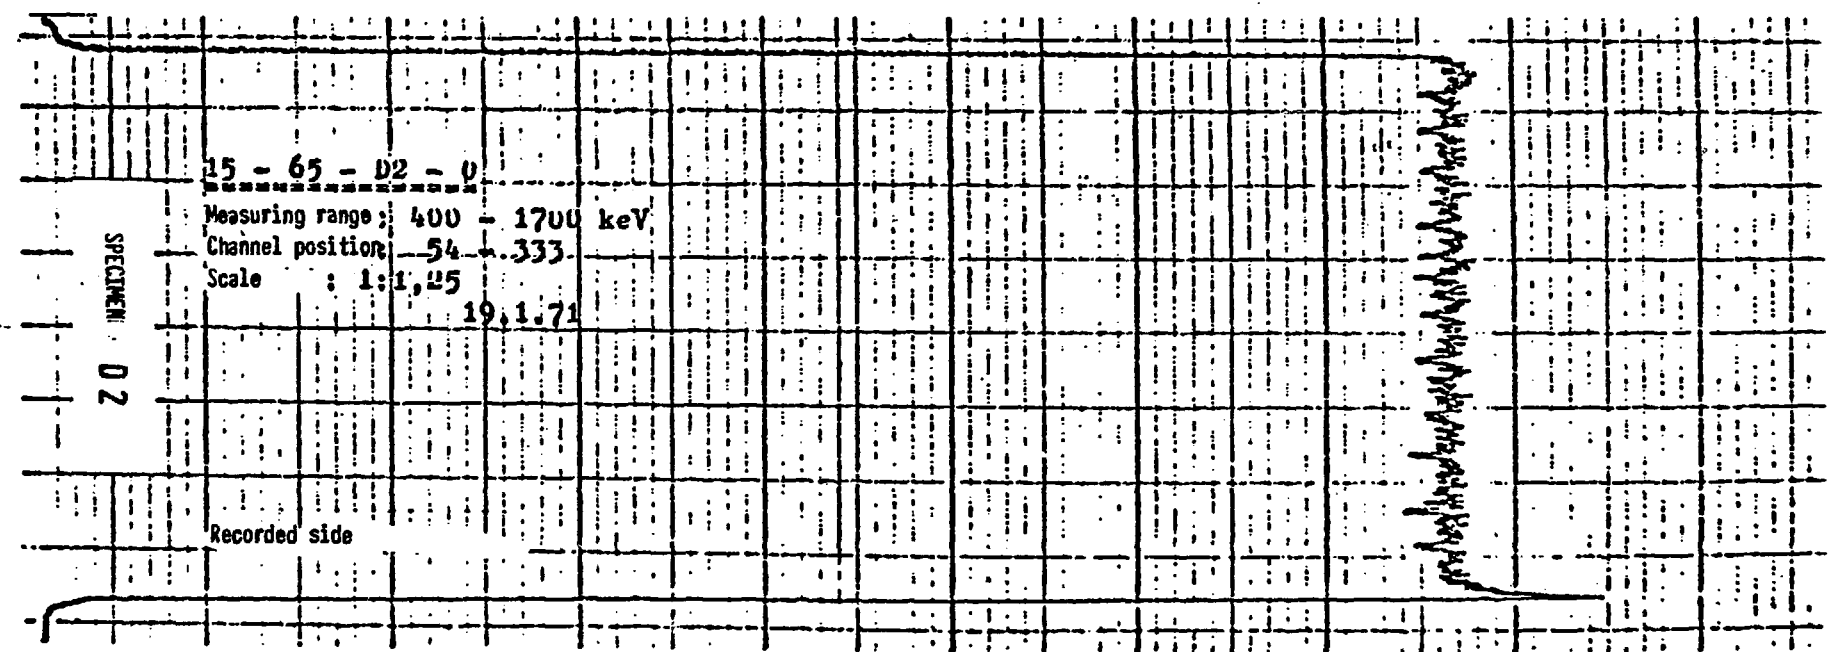 15 - 65 - D2 - 0
Measuring range: 400 - 1700 keV
Channel position: 54 - 333
Scale : 1:1,25
19.1.71
SPECIMEN: D2
Recorded side